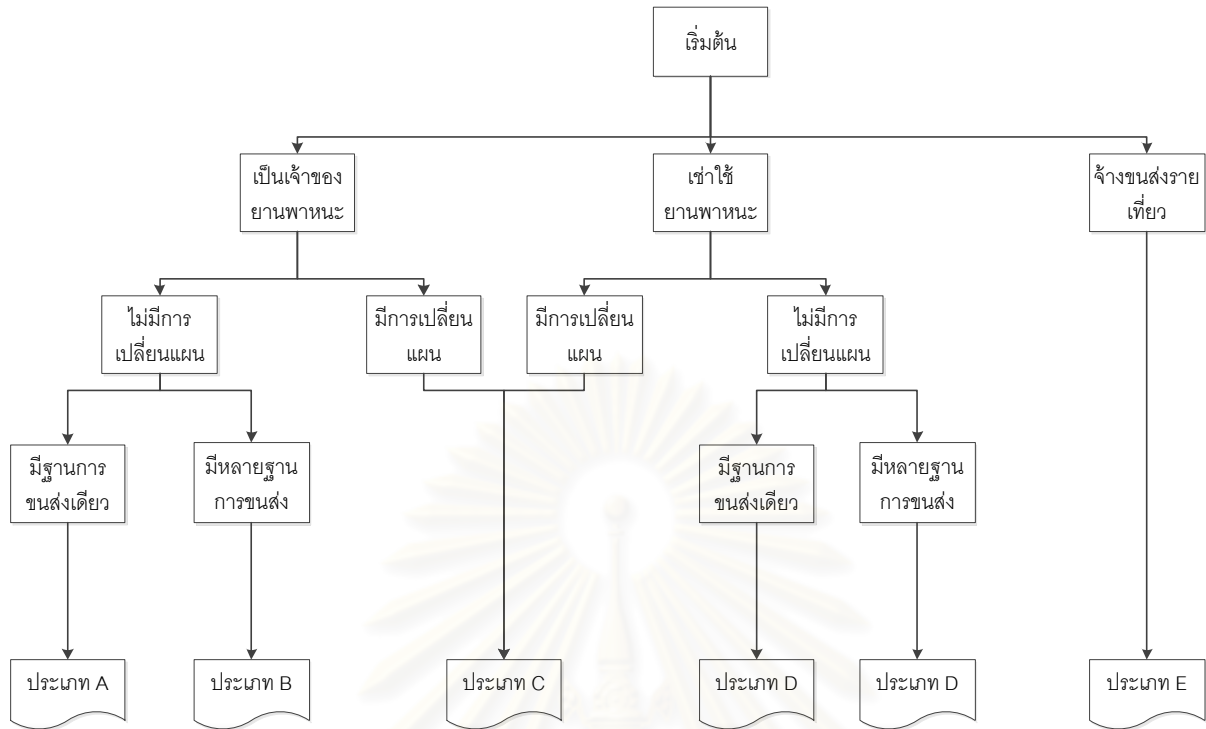 เริ่มต้น
เป็นเจ้าของ
ยานพาหนะ
เช่าใช้
ยานพาหนะ
จ้างขนส่งราย
เที่ยว
ไม่มีการ
เปลี่ยนแผน
มีการเปลี่ยน
แผน
มีการเปลี่ยน
แผน
ไม่มีการ
เปลี่ยนแผน
มีฐานการ
ขนส่งเดียว
มีหลายฐาน
การขนส่ง
มีฐานการ
ขนส่งเดียว
มีหลายฐาน
การขนส่ง
ประเภท A
ประเภท B
ประเภท C
ประเภท D
ประเภท D
ประเภท E